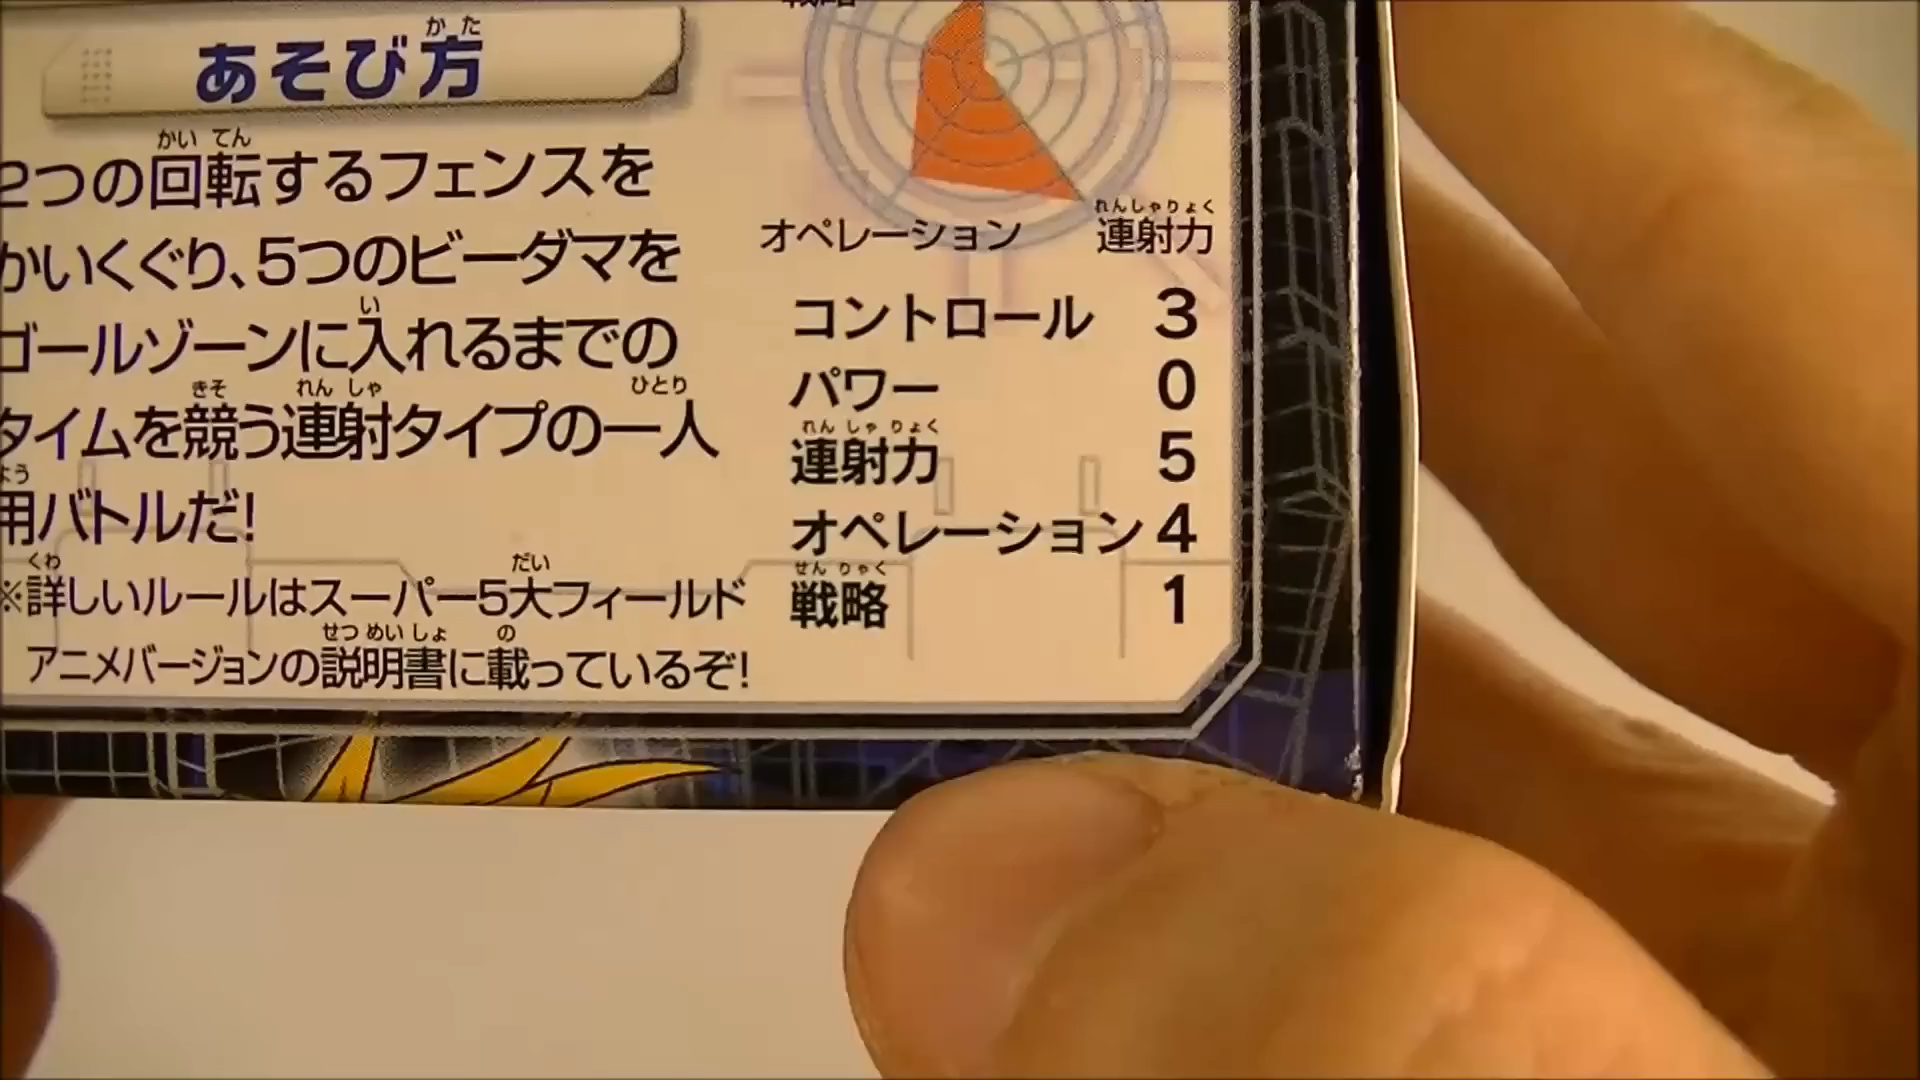 あそび方
2つの回転するフェンスを
かいくぐり、5つのビーダマを
ゴールゾーンに入れるまでの
タイムを競う連射タイプの一人
用バトルだ!
※詳しいルールはスーパー5大フィールド
アニメバージョンの説明書に載っているぞ!
オペレーション 連射力
コントロール 3
パワー 0
連射力 5
オペレーション 4
戦略 1